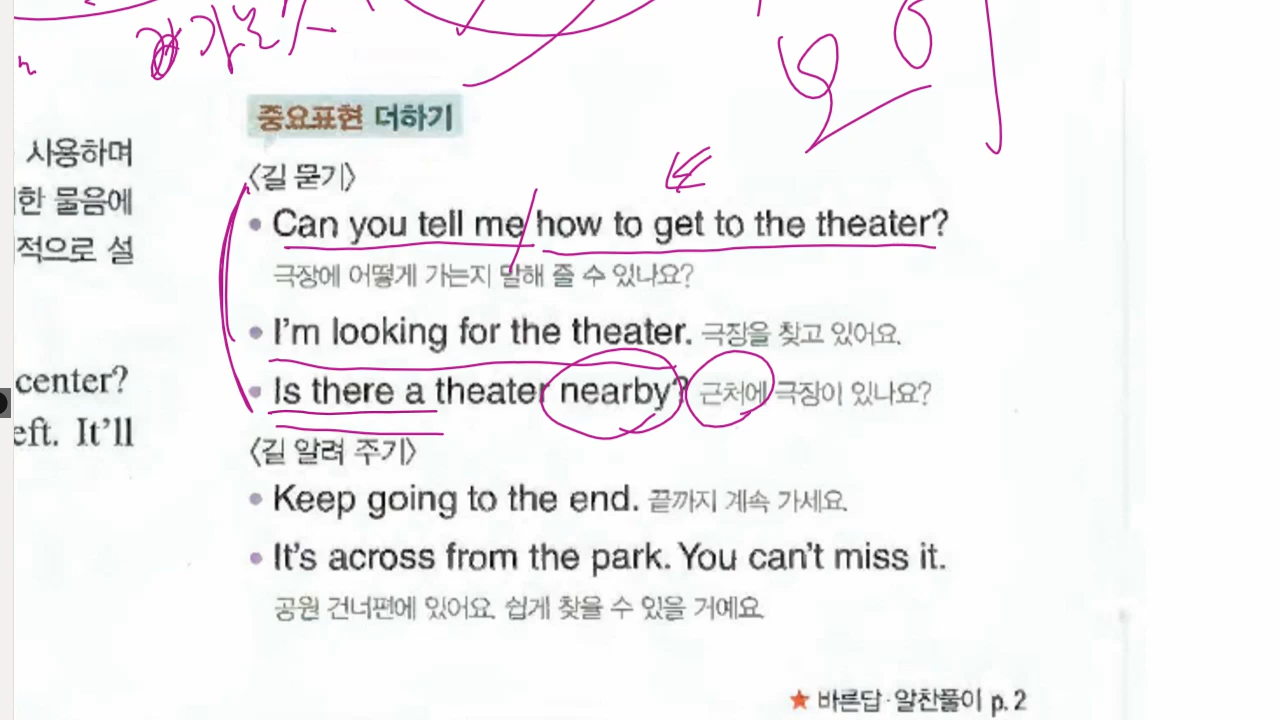 중요표현 더하기
사용하며
<길 묻기>
한 물음에
• Can you tell me how to get to the theater?
적으로 설
극장에 어떻게 가는지 말해 줄 수 있나요?
• I'm looking for the theater. 극장을 찾고 있어요.
center?
• Is there a theater nearby? 근처에 극장이 있나요?
eft. It'll
<길 알려 주기>
• Keep going to the end. 끝까지 계속 가세요.
• It's across from the park. You can't miss it.
공원 건너편에 있어요. 쉽게 찾을 수 있을 거예요.
★ 바른답·알찬풀이 p. 2